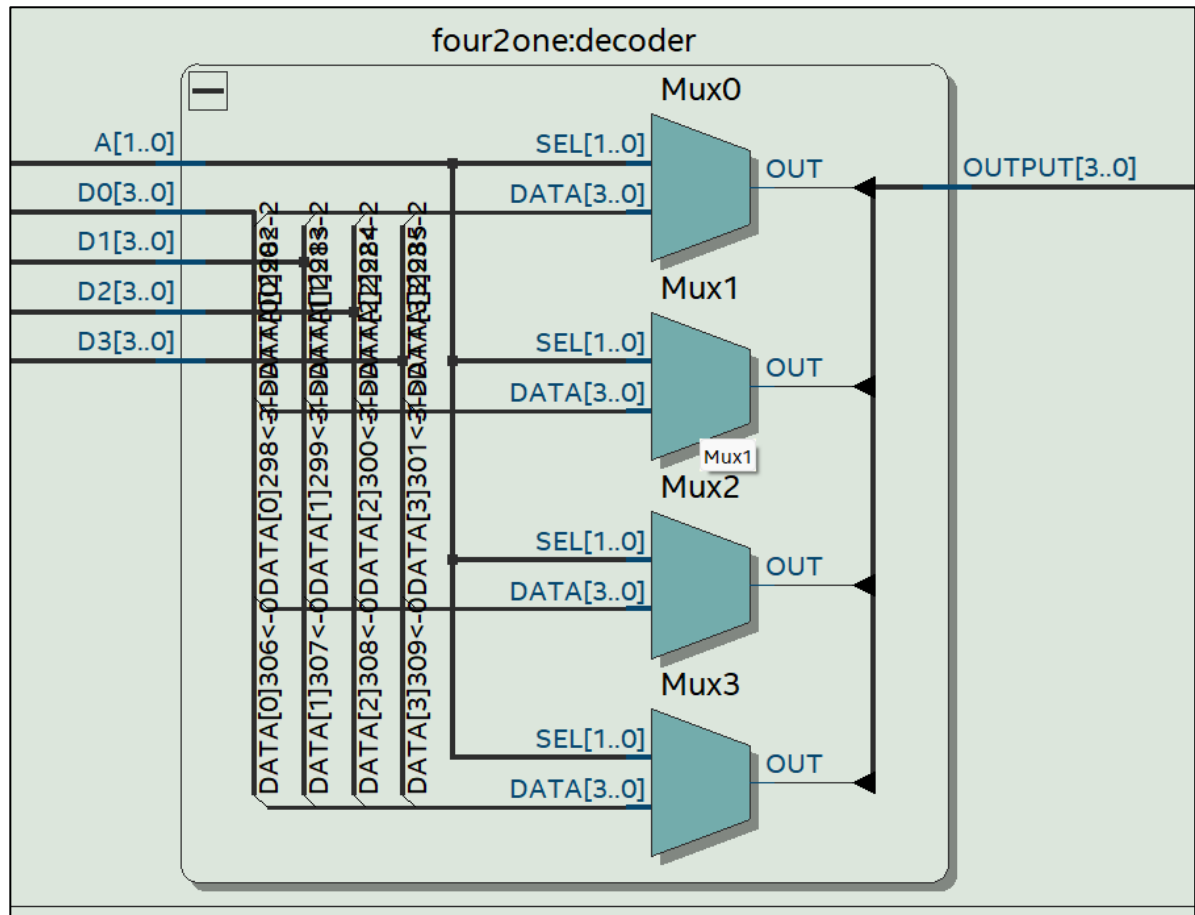 four2one:decoder
Mux0
A[1..0]
SEL[1..0]
OUT
OUTPUT[3..0]
D0[3..0]
DATA[3..0]
D1[3..0]
D2[3..0]
D3[3..0]
Mux1
SEL[1..0]
OUT
DATA[3..0]
Mux1
Mux2
SEL[1..0]
OUT
DATA[3..0]
Mux3
SEL[1..0]
OUT
DATA[3..0]
DATA[0]306<-0
DATA[0]298<-3
DATA[1]307<-0
DATA[1]299<-3
DATA[2]308<-0
DATA[2]300<-3
DATA[3]309<-0
DATA[3]301<-3